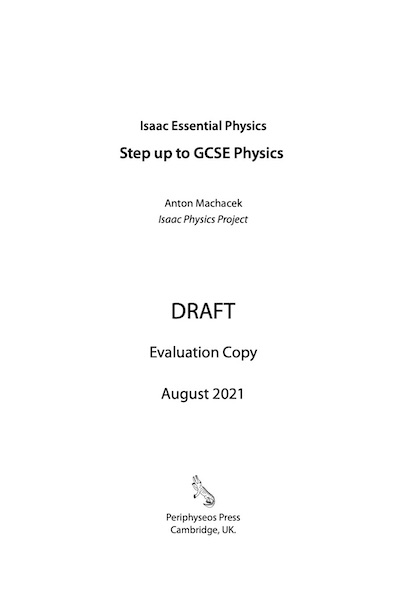 Isaac Essential Physics
Step up to GCSE Physics
Anton Machacek
Isaac Physics Project
DRAFT
Evaluation Copy
August 2021
Periphyseos Press
Cambridge, UK.